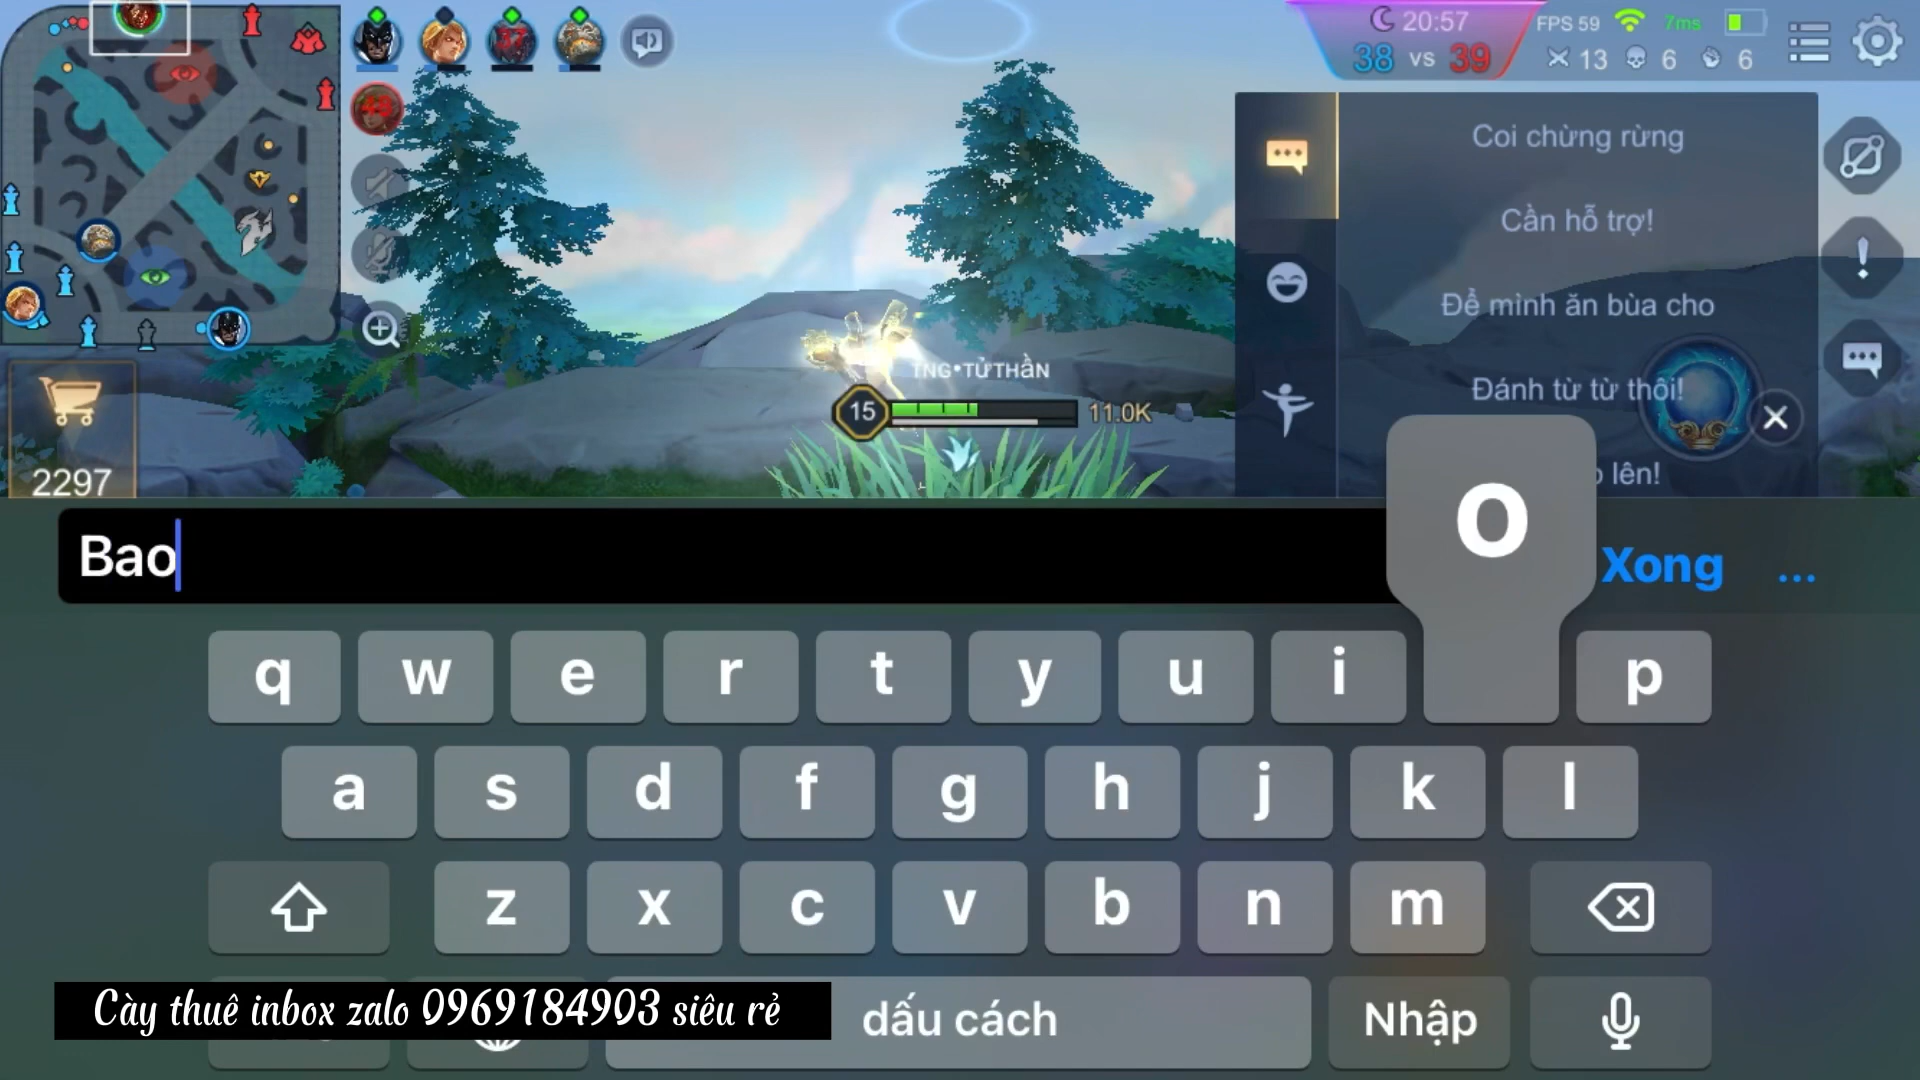 20:57
FPS 59
7ms
38 vs 39
13 6 6
37
Coi chừng rừng
Cần hỗ trợ!
Để mình ăn bùa cho
Đánh từ từ thôi!
lên!
TNG•TỬTHẦN
15
11.0K
2297
Bao
o
Xong ...
q w e r t y u i p
a s d f g h j k l
z x c v b n m
Cày thuê inbox zalo 0969184903 siêu rẻ
dấu cách
Nhập